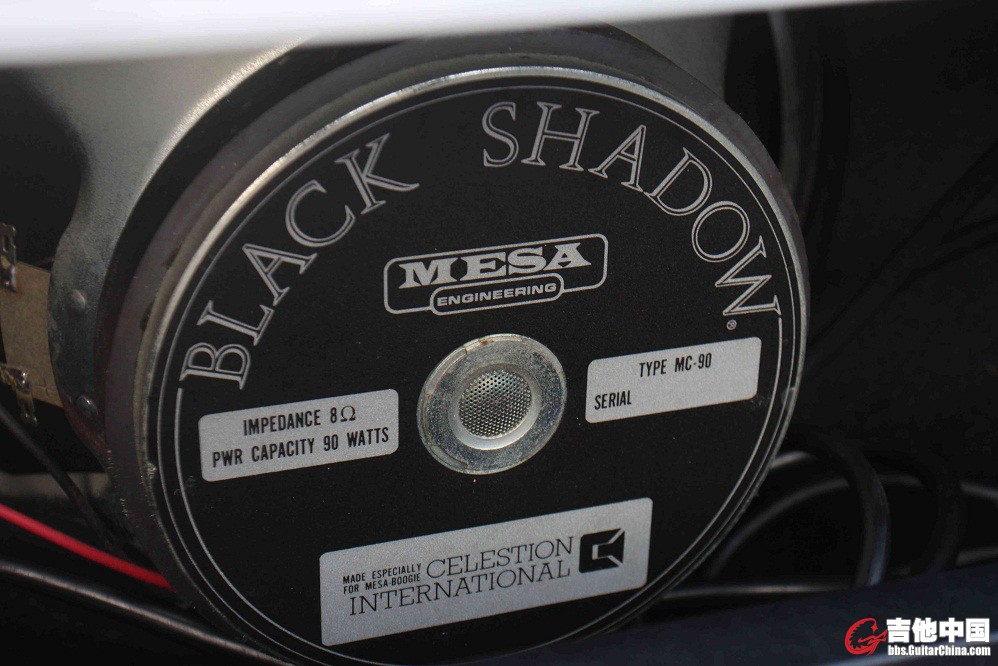 BLACK SHADOW®
MESA
ENGINEERING
IMPEDANCE 8Ω
PWR CAPACITY 90 WATTS
TYPE MC-90
SERIAL
MADE ESPECIALLY
FOR MESA-BOOGIE
CELESTION
INTERNATIONAL
吉他中国
bbs.GuitarChina.com